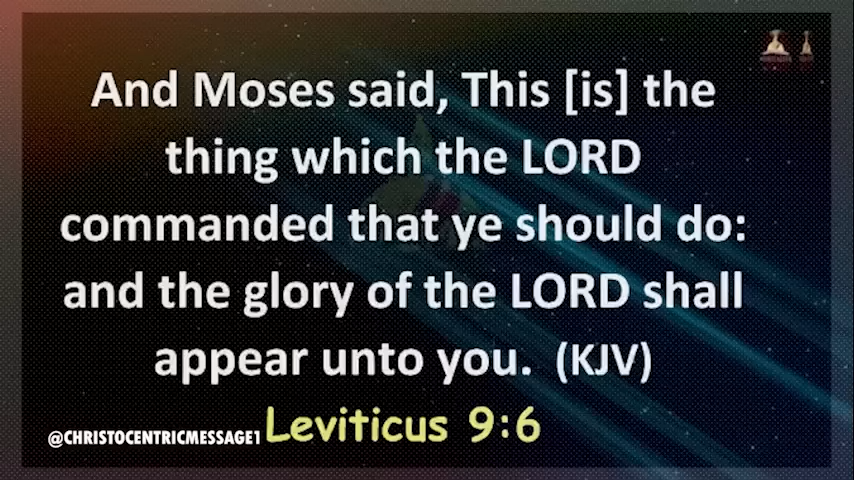 And Moses said, This [is] the
thing which the LORD
commanded that ye should do:
and the glory of the LORD shall
appear unto you.  (KJV)
@CHRISTOCENTRICMESSAGE1 Leviticus 9:6